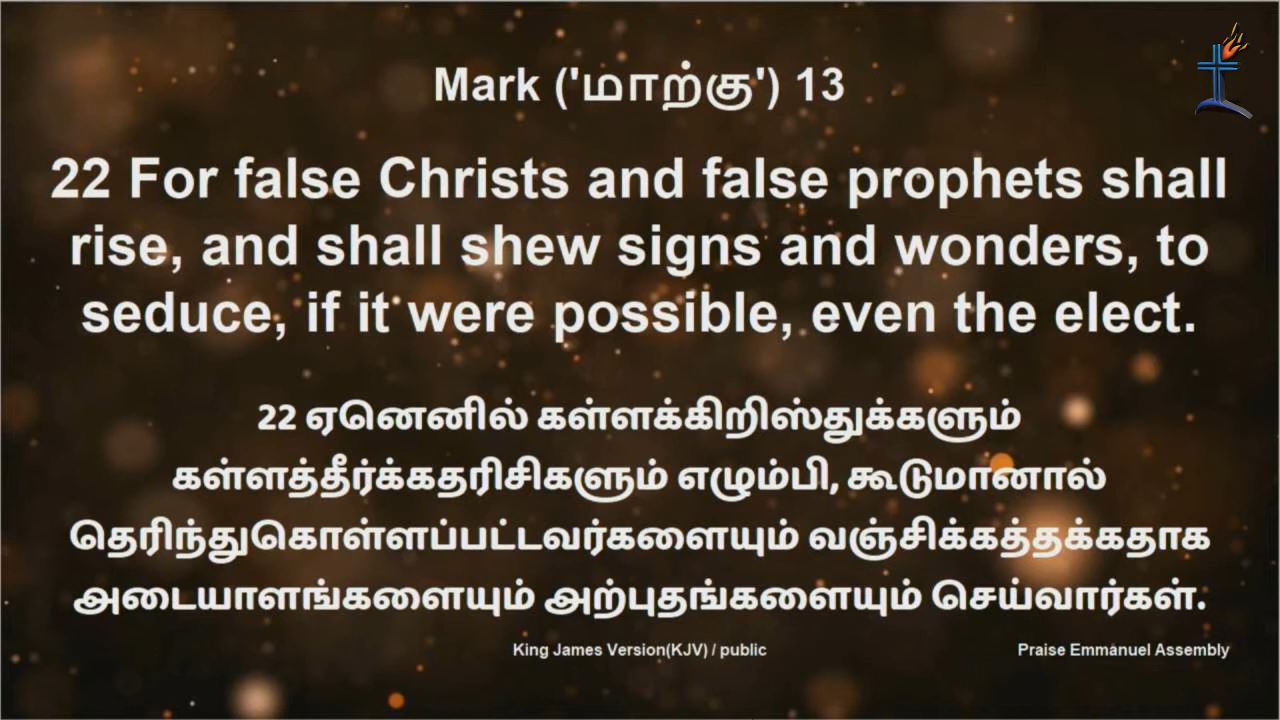 Mark ('மாற்கு') 13
22 For false Christs and false prophets shall
rise, and shall shew signs and wonders, to
seduce, if it were possible, even the elect.
22 ஏனெனில் கள்ளக்கிறிஸ்துக்களும்
கள்ளத்தீர்க்கதரிசிகளும் எழும்பி, கூடுமானால்
தெரிந்துகொள்ளப்பட்டவர்களையும் வஞ்சிக்கத்தக்கதாக
அடையாளங்களையும் அற்புதங்களையும் செய்வார்கள்.
King James Version(KJV) / public
Praise Emmanuel Assembly